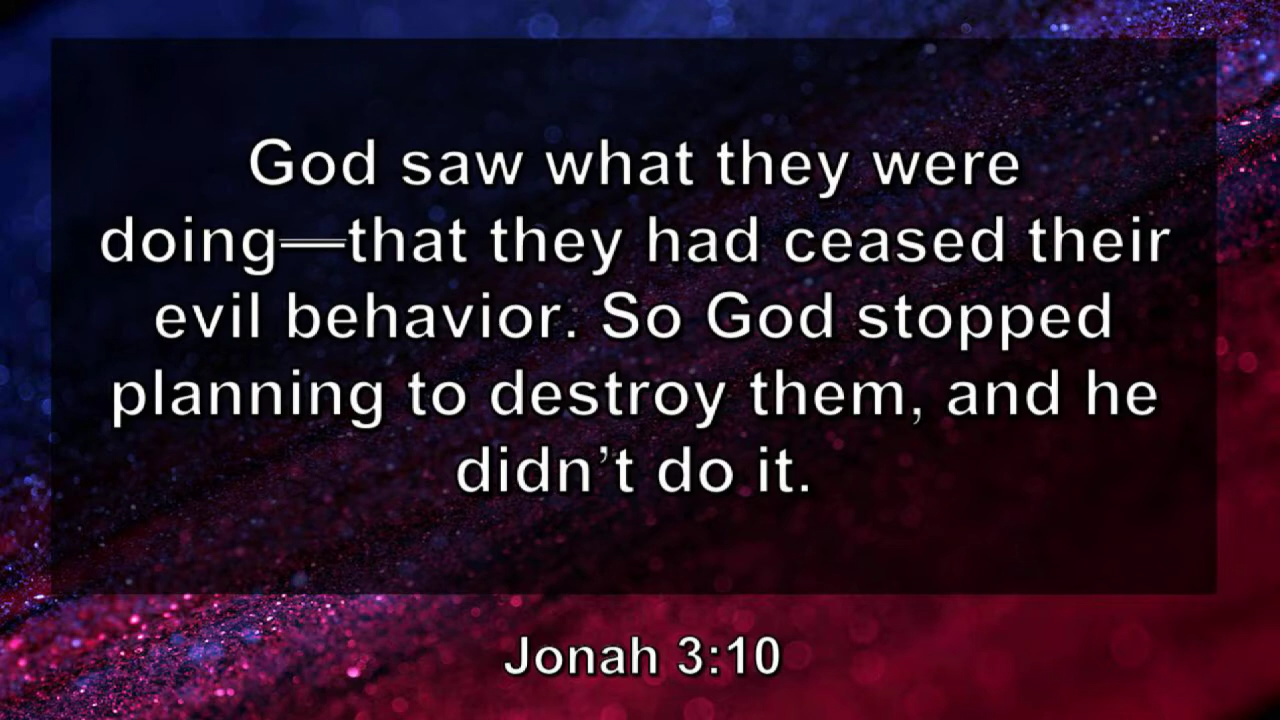 God saw what they were
doing—that they had ceased their
evil behavior. So God stopped
planning to destroy them, and he
didn’t do it.
Jonah 3:10